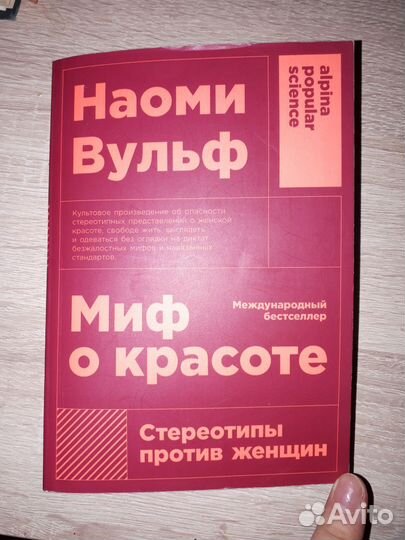 Наоми
Вульф
alpina
popular
science
Культовое произведение об опасности
стереотипных представлений о женской
красоте, свободе жить, выглядеть
и одеваться без оглядки на диктат
безжалостных мифов и навязанных
стандартов.
Международный
бестселлер
Миф
о красоте
Стереотипы
против женщин
Avito